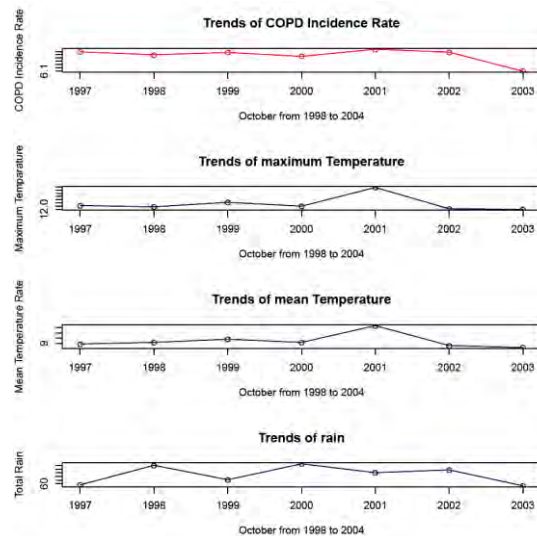 Trends of COPD Incidence Rate
COPD Incidence Rate
6.1
1997 1998 1999 2000 2001 2002 2003
October from 1998 to 2004
Trends of maximum Temperature
Maximum Temparature
12.0
1997 1998 1999 2000 2001 2002 2003
October from 1998 to 2004
Trends of mean Temperature
Mean Temperature Rate
9
1997 1998 1999 2000 2001 2002 2003
October from 1998 to 2004
Trends of rain
Total Rain
60
1997 1998 1999 2000 2001 2002 2003
October from 1998 to 2004